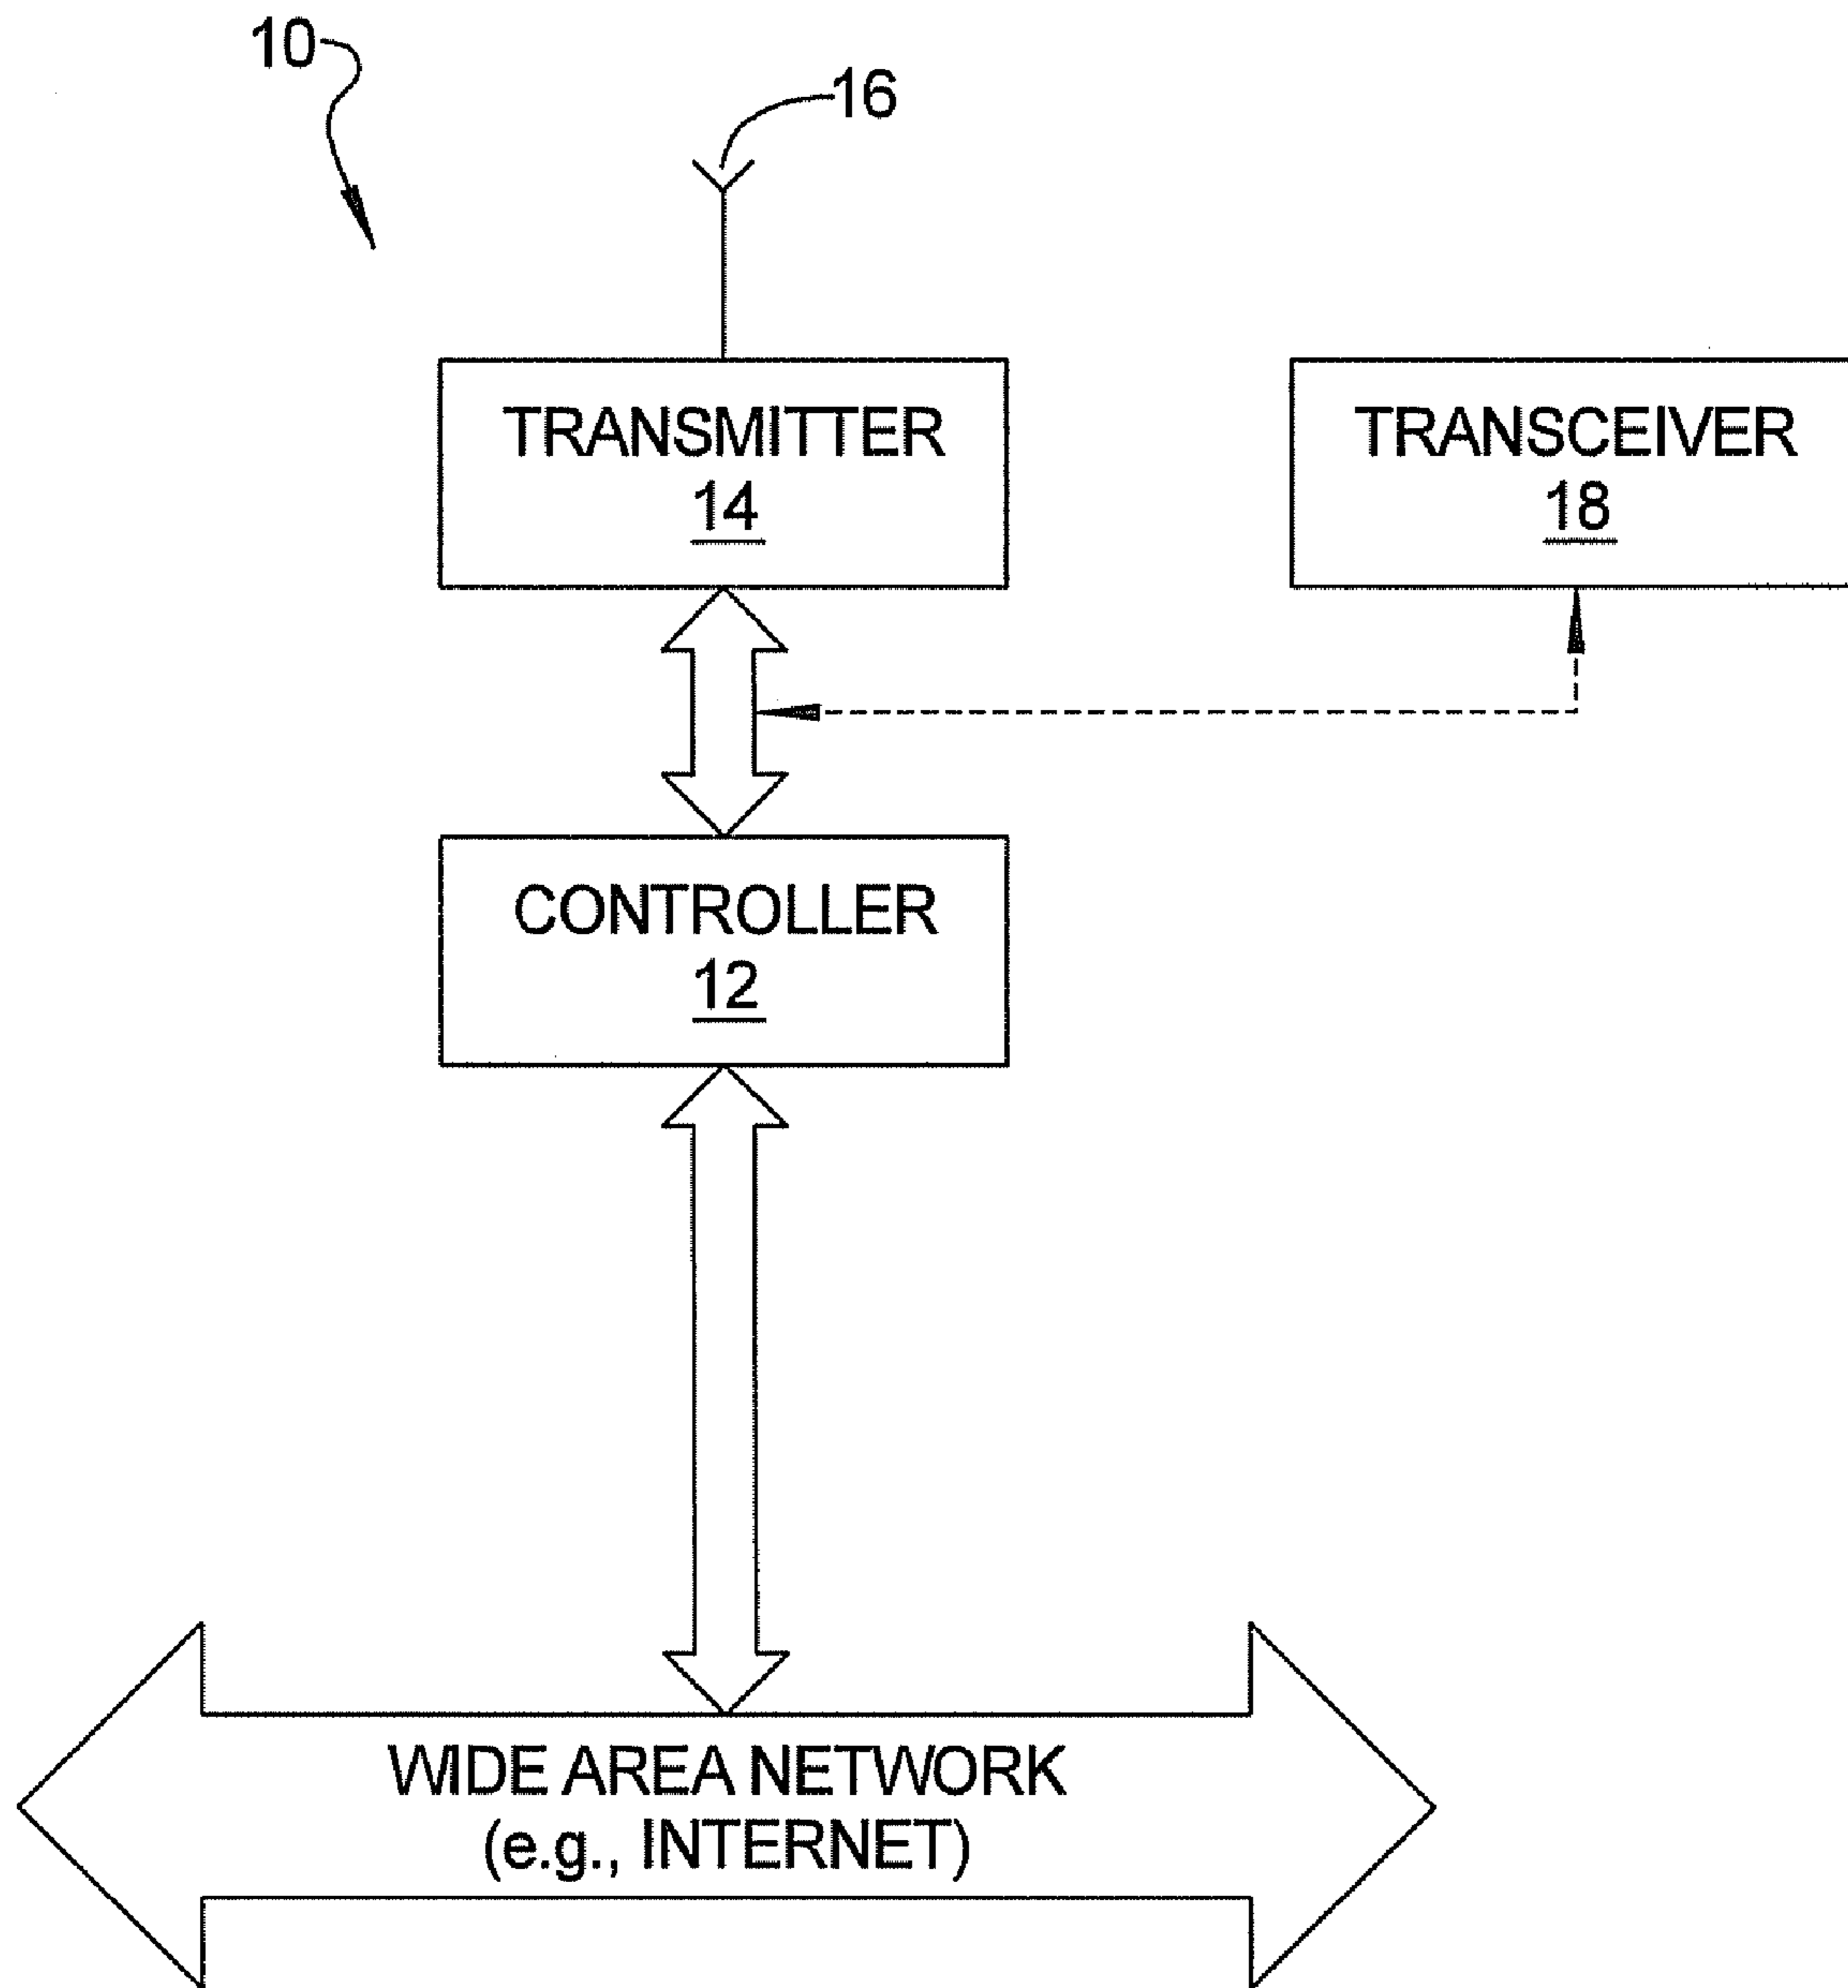 10
16
TRANSMITTER
14
TRANSCEIVER
18
CONTROLLER
12
WIDE AREA NETWORK
(e.g., INTERNET)